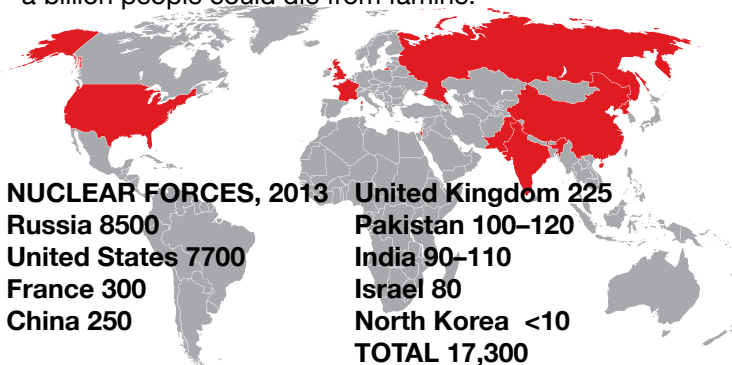 a billion people could die from famine.
NUCLEAR FORCES, 2013
Russia 8500
United States 7700
France 300
China 250
United Kingdom 225
Pakistan 100–120
India 90–110
Israel 80
North Korea <10
TOTAL 17,300